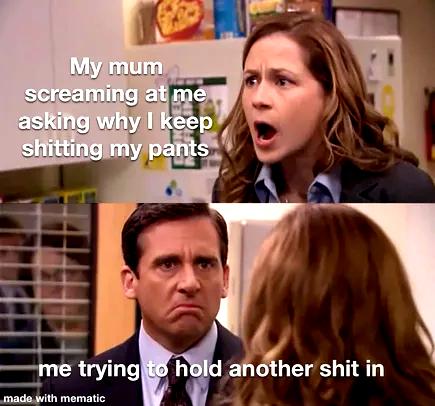 My mum
screaming at me
asking why I keep
shitting my pants
me trying to hold another shit in
made with mematic